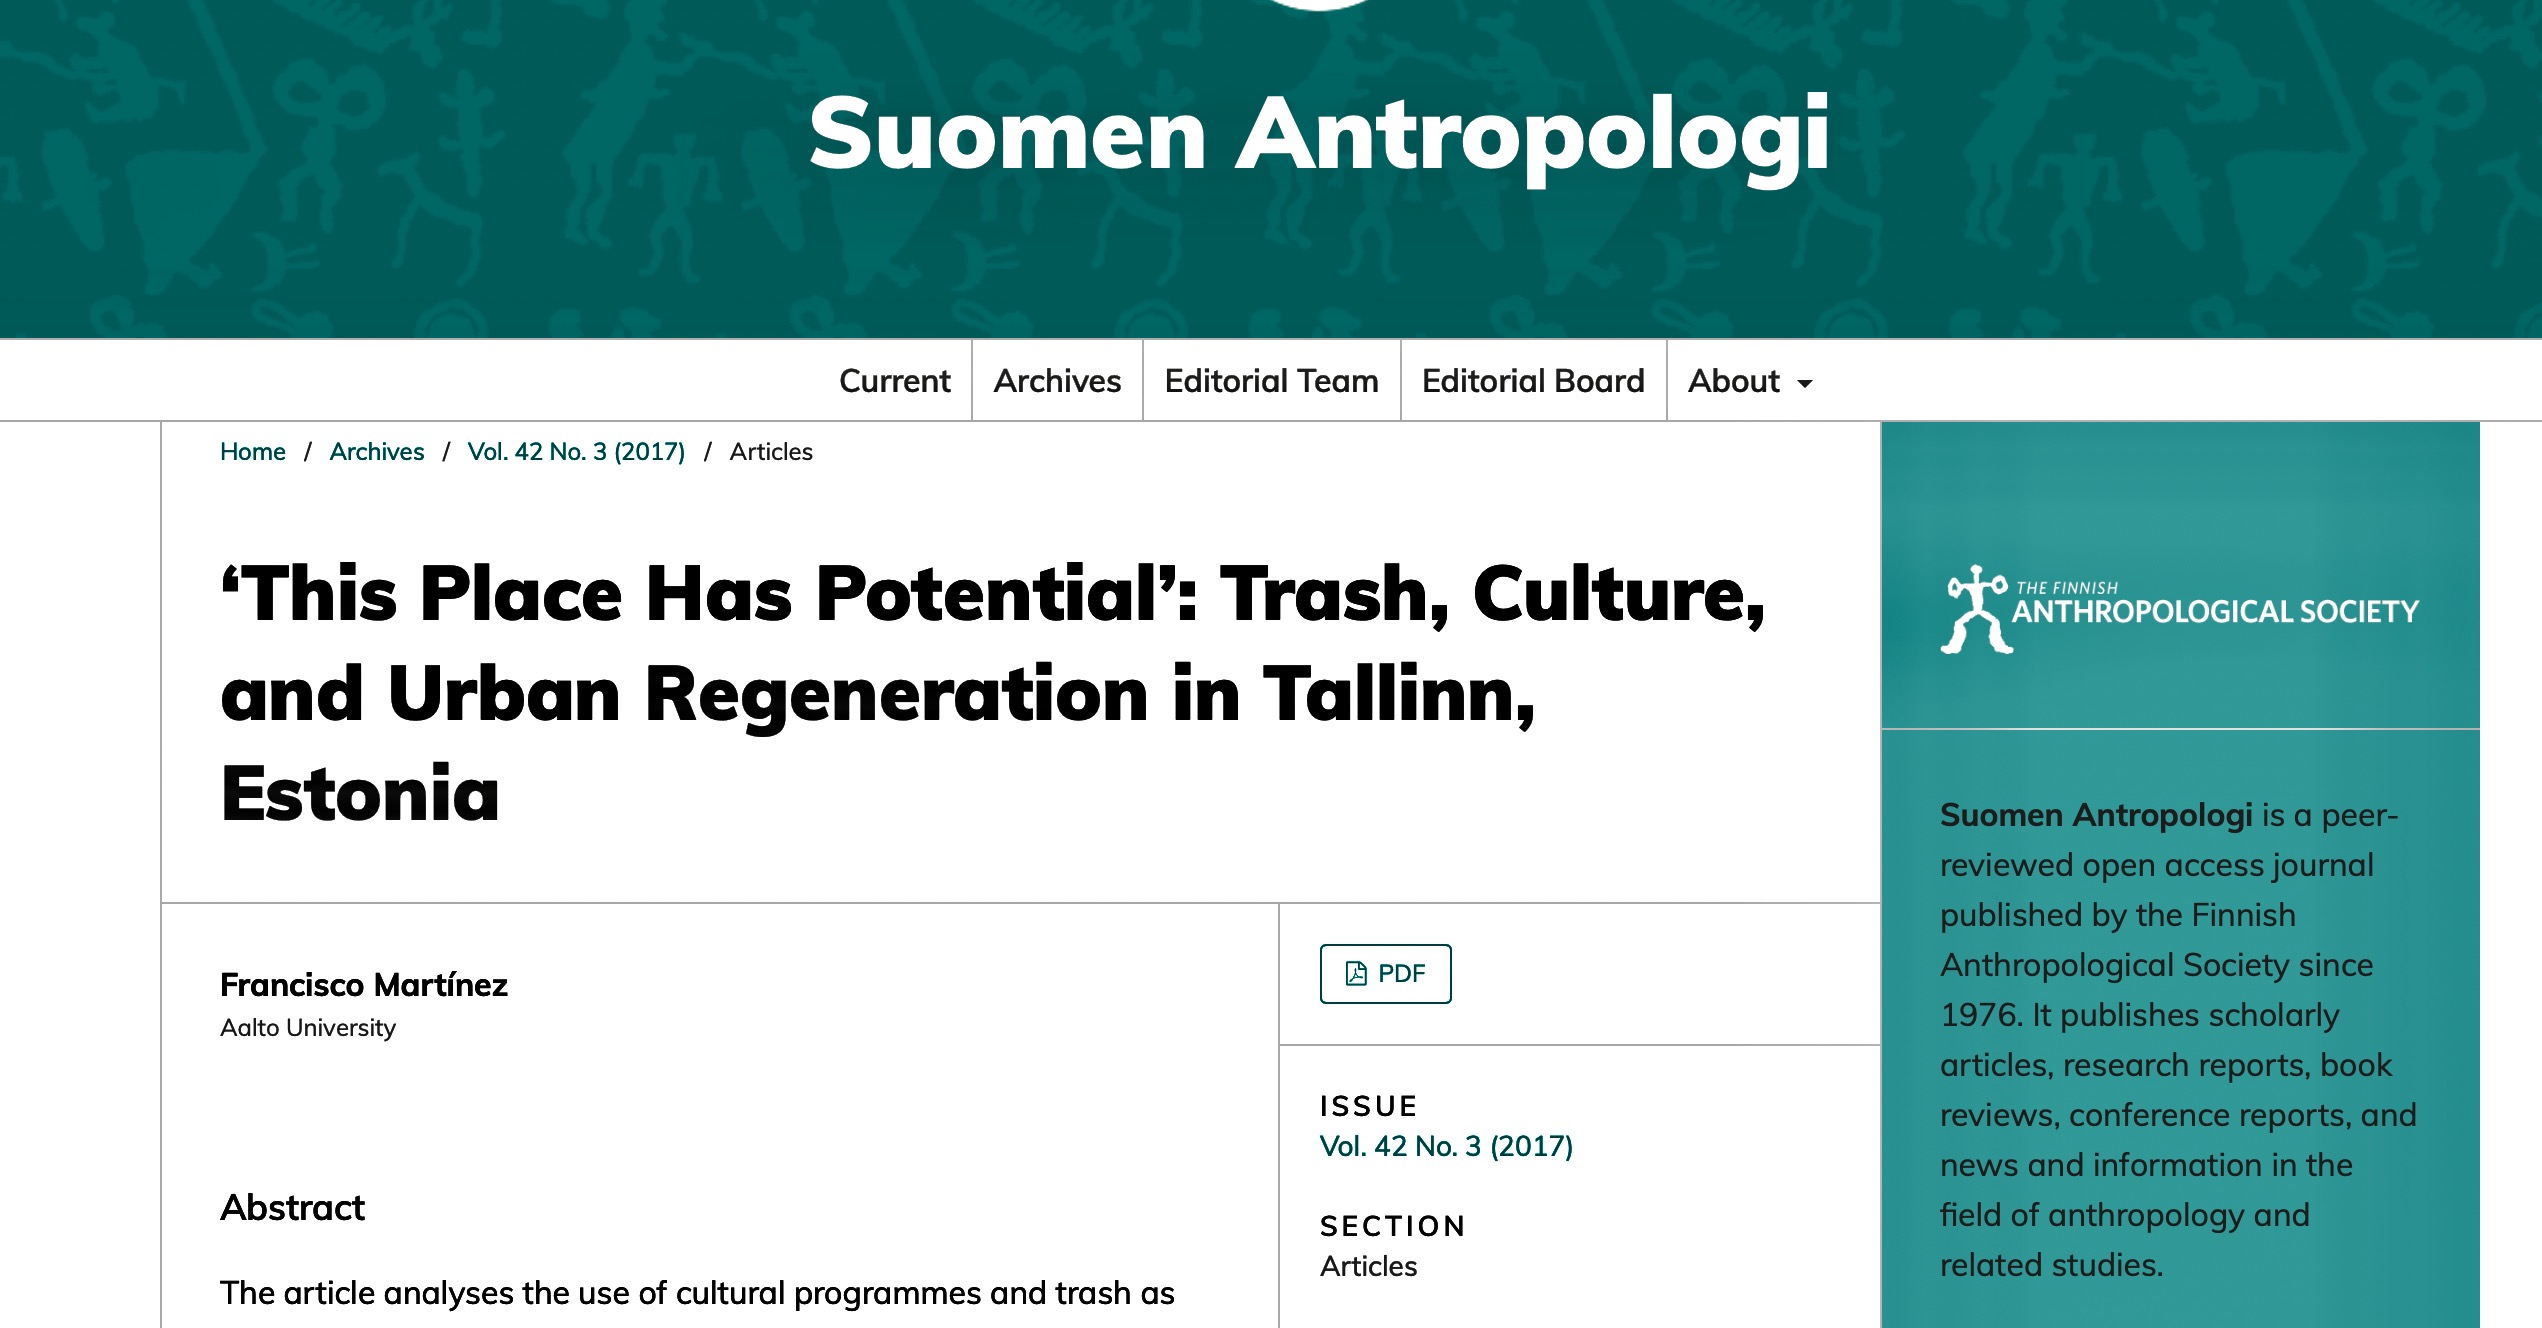 Suomen Antropologi
Current
Archives
Editorial Team
Editorial Board
About
Home / Archives / Vol. 42 No. 3 (2017) / Articles
‘This Place Has Potential’: Trash, Culture,
and Urban Regeneration in Tallinn,
Estonia
Francisco Martínez
Aalto University
Abstract
The article analyses the use of cultural programmes and trash as
PDF
ISSUE
Vol. 42 No. 3 (2017)
SECTION
Articles
THE FINNISH
ANTHROPOLOGICAL SOCIETY
Suomen Antropologi is a peer-
reviewed open access journal
published by the Finnish
Anthropological Society since
1976. It publishes scholarly
articles, research reports, book
reviews, conference reports, and
news and information in the
field of anthropology and
related studies.